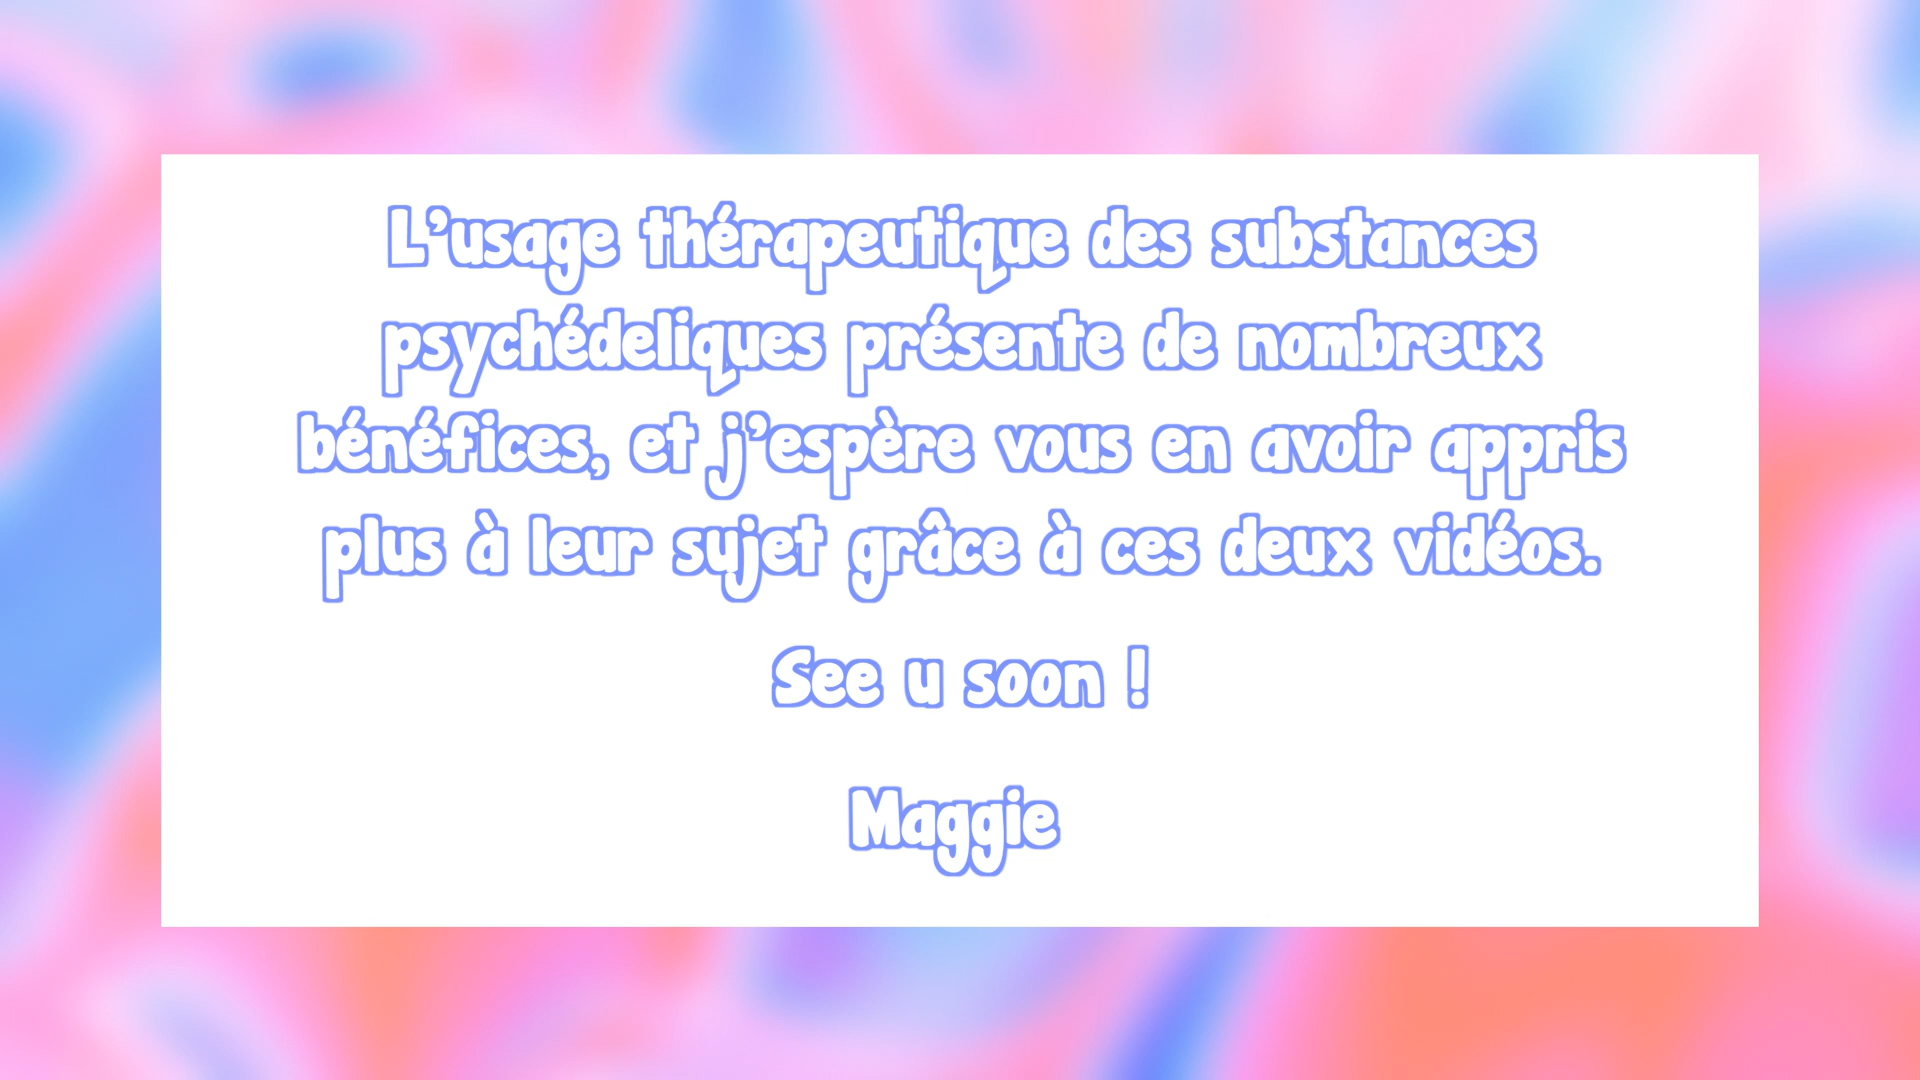 L'usage thérapeutique des substances
psychédeliques présente de nombreux
bénéfices, et j'espère vous en avoir appris
plus à leur sujet grâce à ces deux vidéos.
See u soon !
Maggie